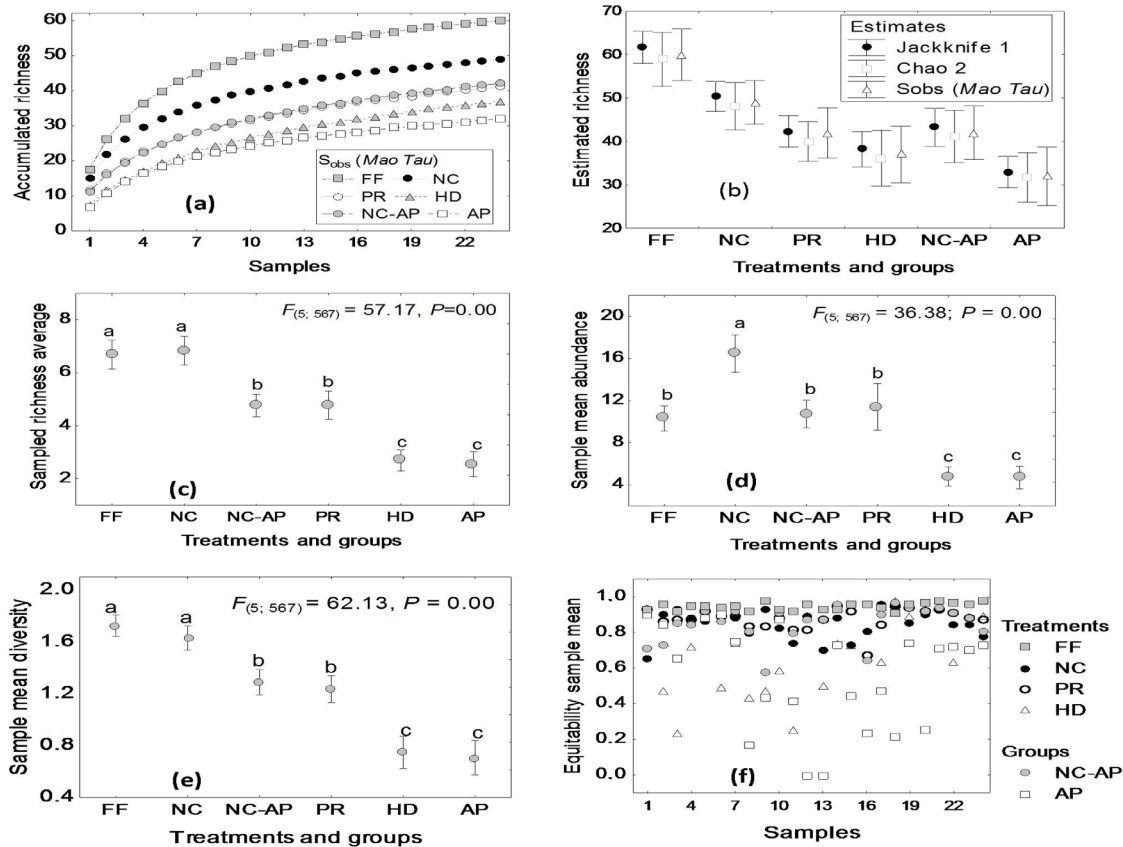 60
50
40
30
20
10
0
Accumulated richness
S_obs (Mao Tau)
FF NC
PR HD
NC-AP AP
(a)
1 4 7 10 13 16 19 22
Samples
70
60
50
40
30
20
Estimated richness
Estimates
Jackknife 1
Chao 2
Sobs (Mao Tau)
(b)
FF NC PR HD NC-AP AP
Treatments and groups
8
6
4
2
Sampled richness average
F(5; 567) = 57.17, P=0.00
a a b b c c
(c)
FF NC NC-AP PR HD AP
Treatments and groups
20
16
12
8
4
Sample mean abundance
F(5; 567) = 36.38; P = 0.00
b a b b c c
(d)
FF NC NC-AP PR HD AP
Treatments and groups
2.0
1.6
1.2
0.8
0.4
Sample mean diversity
F(5; 567) = 62.13, P = 0.00
a a b b c c
(e)
FF NC NC-AP PR HD AP
Treatments and groups
1.0
0.8
0.6
0.4
0.2
0.0
Equitability sample mean
(f)
1 4 7 10 13 16 19 22
Samples
Treatments
FF
NC
PR
HD
Groups
NC-AP
AP